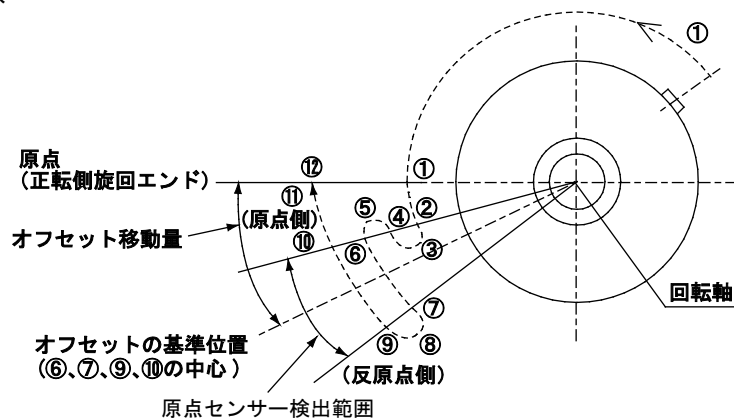 ①
原点
(正転側旋回エンド)
⑫
①
⑪
(原点側)
⑩
⑤
④
②
③
⑥
オフセット移動量
⑦
回転軸
オフセットの基準位置
(⑥、⑦、⑨、⑩の中心)
⑨
⑧
(反原点側)
原点センサー検出範囲